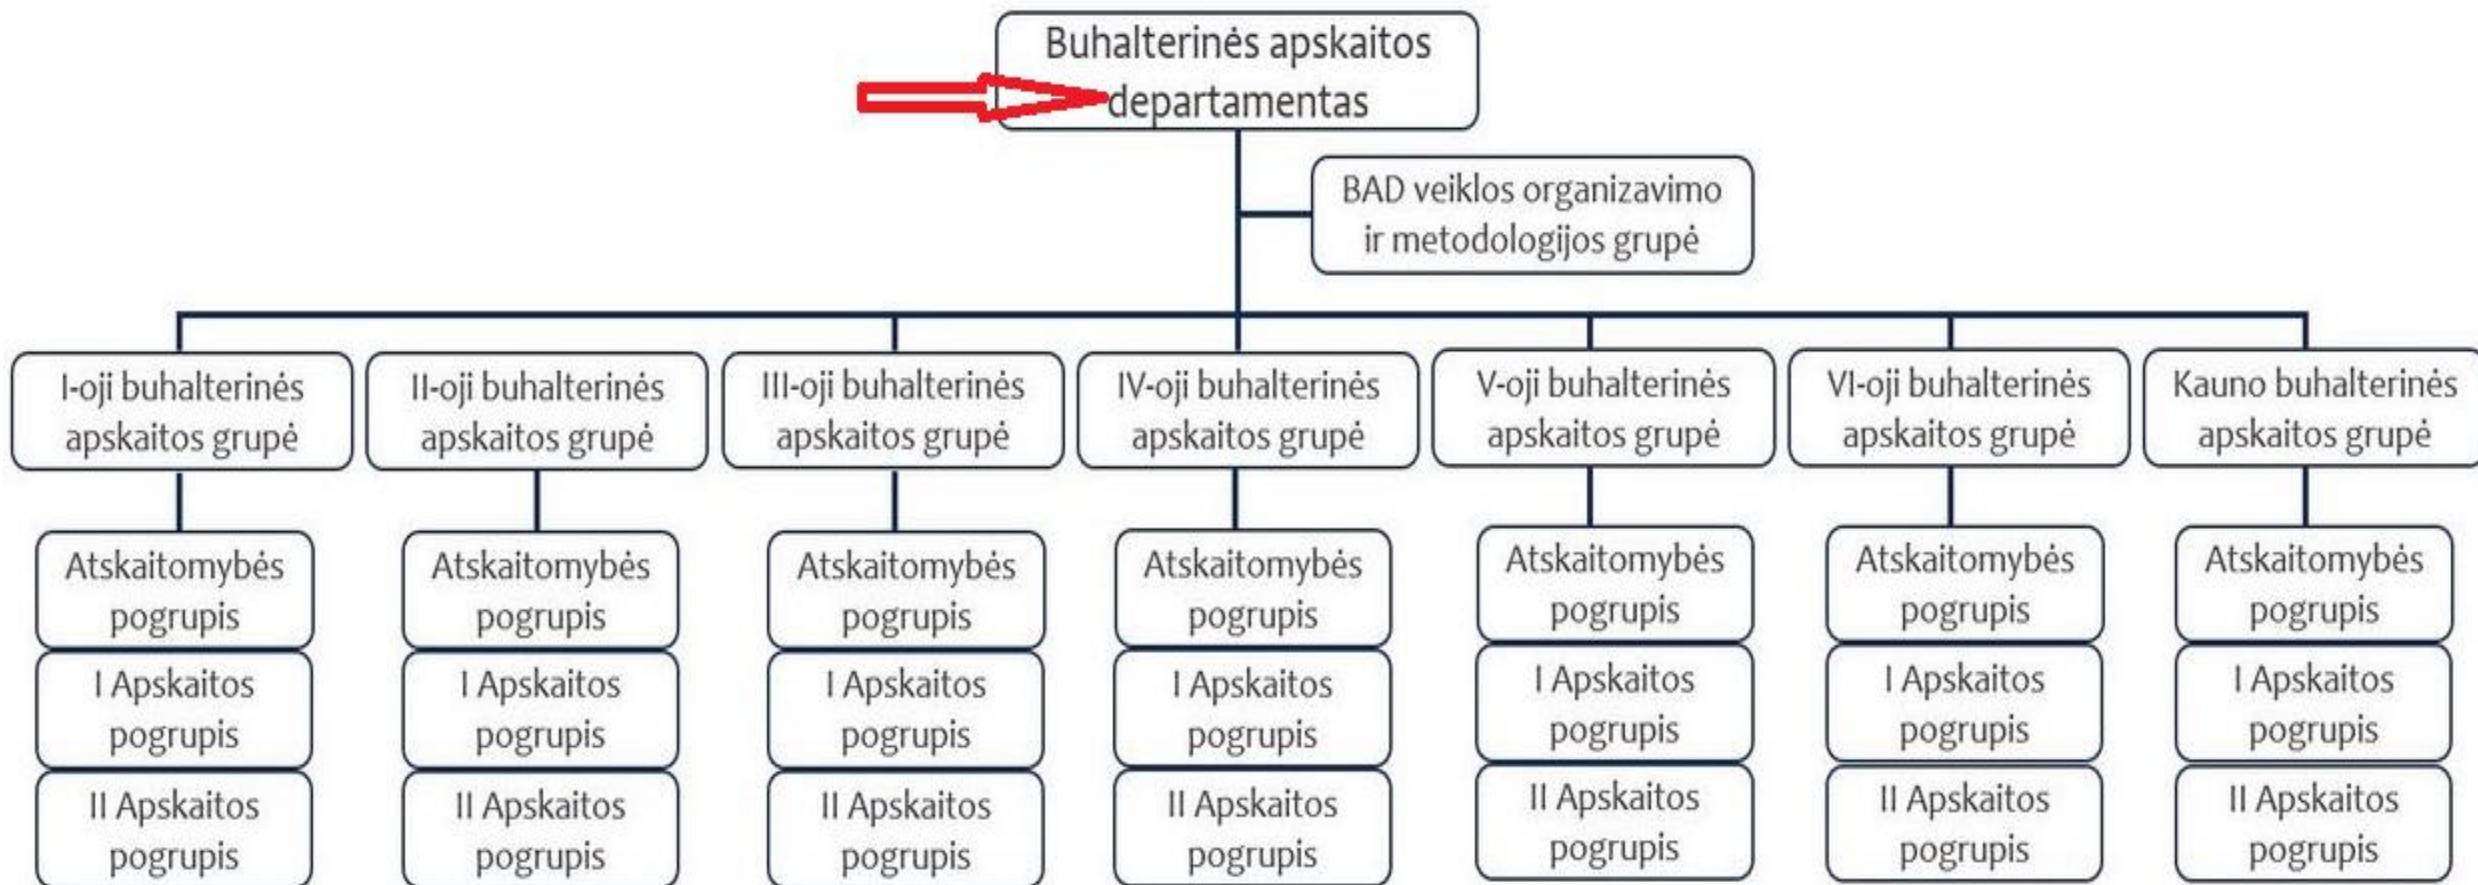 Buhalterinės apskaitos
departamentas
BAD veiklos organizavimo
ir metodologijos grupė
I-oji buhalterinės
apskaitos grupė
II-oji buhalterinės
apskaitos grupė
III-oji buhalterinės
apskaitos grupė
IV-oji buhalterinės
apskaitos grupė
V-oji buhalterinės
apskaitos grupė
VI-oji buhalterinės
apskaitos grupė
Kauno buhalterinės
apskaitos grupė
Atskaitomybės
pogrupis
I Apskaitos
pogrupis
II Apskaitos
pogrupis
Atskaitomybės
pogrupis
I Apskaitos
pogrupis
II Apskaitos
pogrupis
Atskaitomybės
pogrupis
I Apskaitos
pogrupis
II Apskaitos
pogrupis
Atskaitomybės
pogrupis
I Apskaitos
pogrupis
II Apskaitos
pogrupis
Atskaitomybės
pogrupis
I Apskaitos
pogrupis
II Apskaitos
pogrupis
Atskaitomybės
pogrupis
I Apskaitos
pogrupis
II Apskaitos
pogrupis
Atskaitomybės
pogrupis
I Apskaitos
pogrupis
II Apskaitos
pogrupis